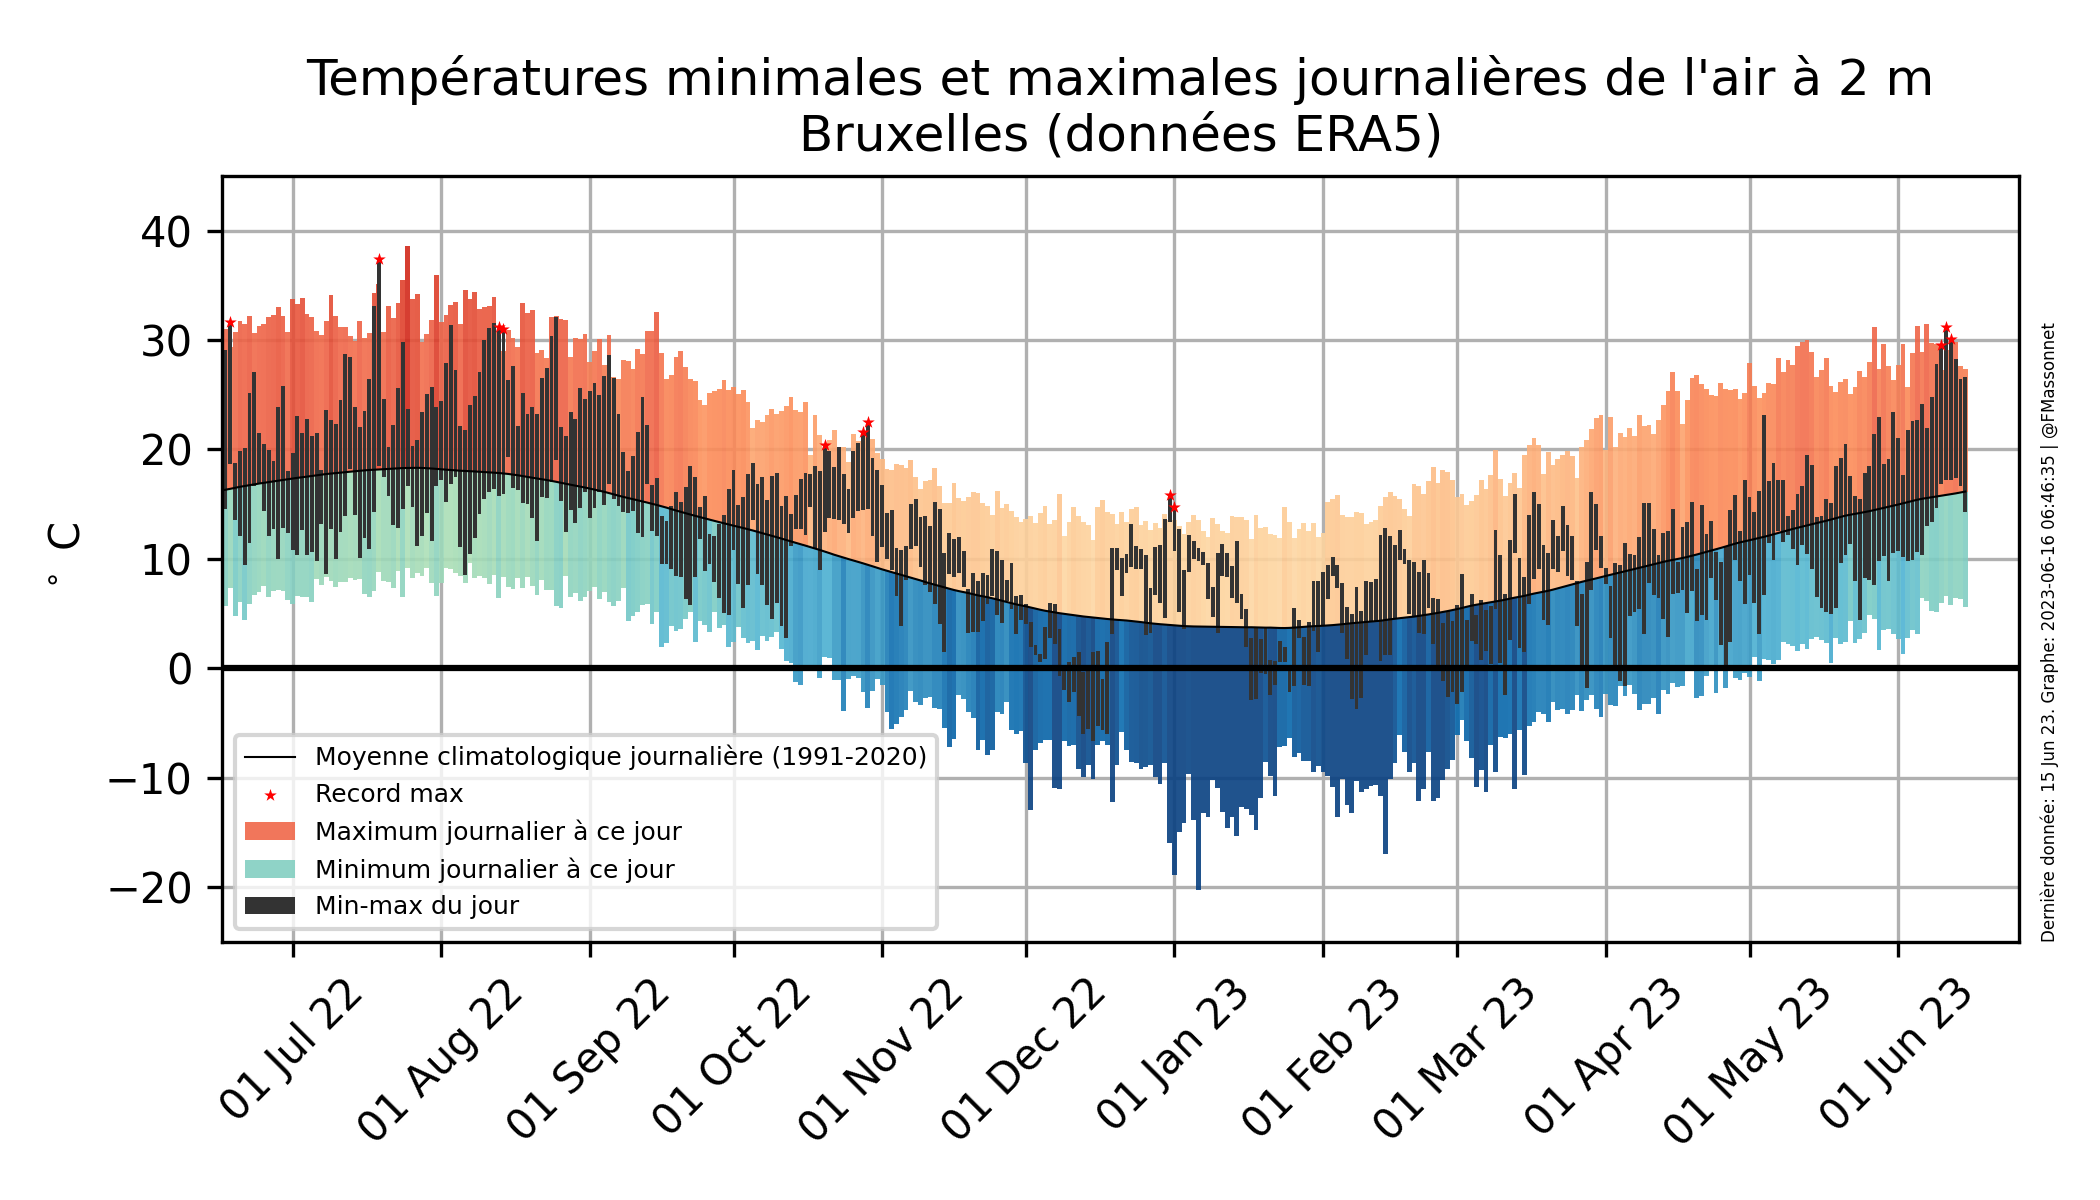 Températures minimales et maximales journalières de l'air à 2 m
Bruxelles (données ERA5)
° C
40
30
20
10
0
−10
−20
Moyenne climatologique journalière (1991-2020)
Record max
Maximum journalier à ce jour
Minimum journalier à ce jour
Min-max du jour
01 Jul 22
01 Aug 22
01 Sep 22
01 Oct 22
01 Nov 22
01 Dec 22
01 Jan 23
01 Feb 23
01 Mar 23
01 Apr 23
01 May 23
01 Jun 23
Dernière donnée: 15 Jun 23. Graphe: 2023-06-16 06:46:35 | @FMassonnet